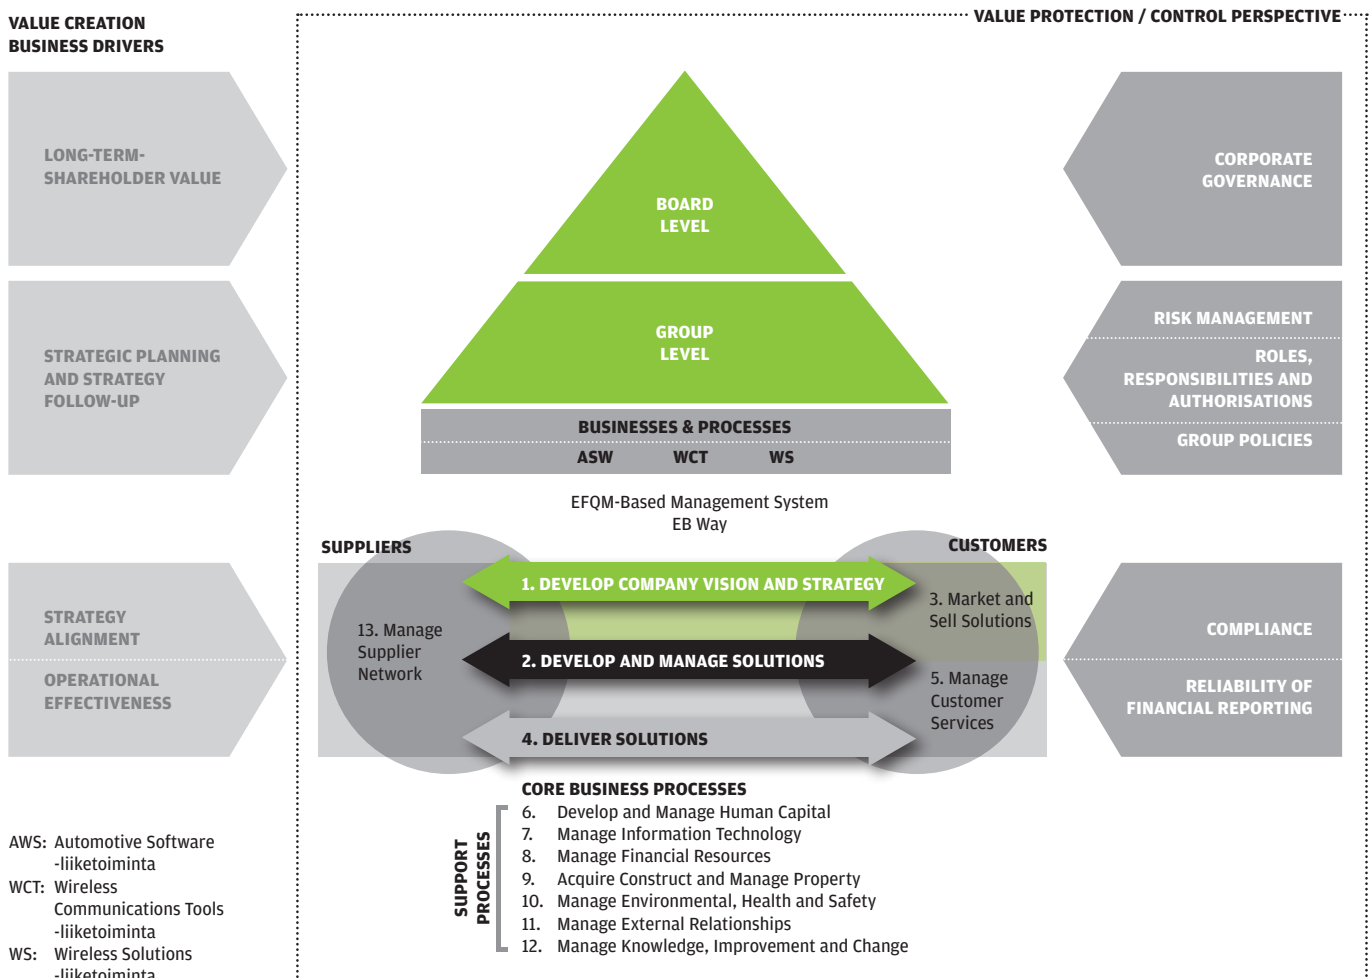 VALUE CREATION
BUSINESS DRIVERS
VALUE PROTECTION / CONTROL PERSPECTIVE
LONG-TERM-
SHAREHOLDER VALUE
BOARD
LEVEL
CORPORATE
GOVERNANCE
STRATEGIC PLANNING
AND STRATEGY
FOLLOW-UP
GROUP
LEVEL
RISK MANAGEMENT
ROLES,
RESPONSIBILITIES AND
AUTHORISATIONS
GROUP POLICIES
BUSINESSES & PROCESSES
ASW WCT WS
EFQM-Based Management System
EB Way
SUPPLIERS
CUSTOMERS
STRATEGY
ALIGNMENT
OPERATIONAL
EFFECTIVENESS
13. Manage
Supplier
Network
1. DEVELOP COMPANY VISION AND STRATEGY
2. DEVELOP AND MANAGE SOLUTIONS
4. DELIVER SOLUTIONS
3. Market and
Sell Solutions
5. Manage
Customer
Services
COMPLIANCE
RELIABILITY OF
FINANCIAL REPORTING
CORE BUSINESS PROCESSES
SUPPORT
PROCESSES
6. Develop and Manage Human Capital
7. Manage Information Technology
8. Manage Financial Resources
9. Acquire Construct and Manage Property
10. Manage Environmental, Health and Safety
11. Manage External Relationships
12. Manage Knowledge, Improvement and Change
AWS: Automotive Software
-liiketoiminta
WCT: Wireless
Communications Tools
-liiketoiminta
WS: Wireless Solutions
-liiketoiminta